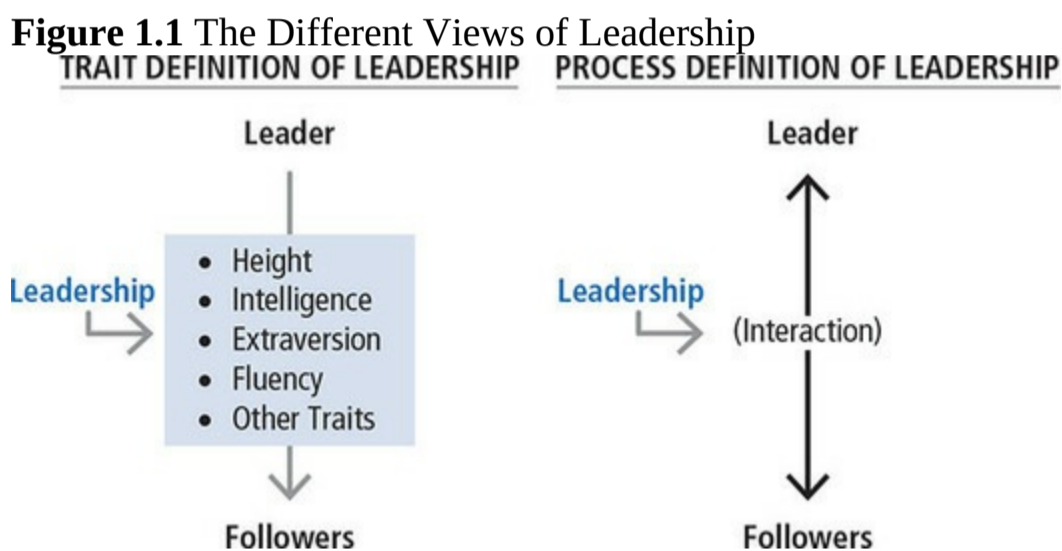 Figure 1.1 The Different Views of Leadership
TRAIT DEFINITION OF LEADERSHIP
Leader
Leadership
• Height
• Intelligence
• Extraversion
• Fluency
• Other Traits
Followers
PROCESS DEFINITION OF LEADERSHIP
Leader
Leadership
(Interaction)
Followers